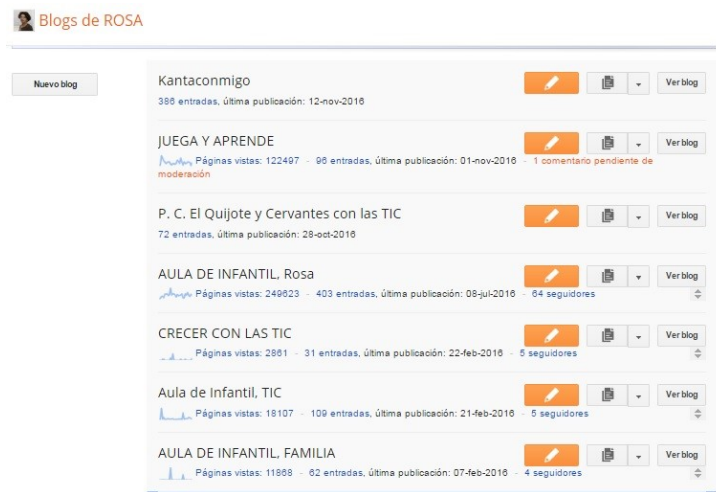 Blogs de ROSA
Nuevo blog
Kantaconmigo
Ver blog
386 entradas, última publicación: 12-nov-2016
JUEGA Y APRENDE
Ver blog
Páginas vistas: 122497 - 96 entradas, última publicación: 01-nov-2016 - 1 comentario pendiente de
moderación
P. C. El Quijote y Cervantes con las TIC
Ver blog
72 entradas, última publicación: 28-oct-2016
AULA DE INFANTIL, Rosa
Ver blog
Páginas vistas: 249623 - 403 entradas, última publicación: 08-jul-2016 - 64 seguidores
CRECER CON LAS TIC
Ver blog
Páginas vistas: 2861 - 31 entradas, última publicación: 22-feb-2016 - 5 seguidores
Aula de Infantil, TIC
Ver blog
Páginas vistas: 18107 - 109 entradas, última publicación: 21-feb-2016 - 5 seguidores
AULA DE INFANTIL, FAMILIA
Ver blog
Páginas vistas: 11868 - 62 entradas, última publicación: 07-feb-2016 - 4 seguidores